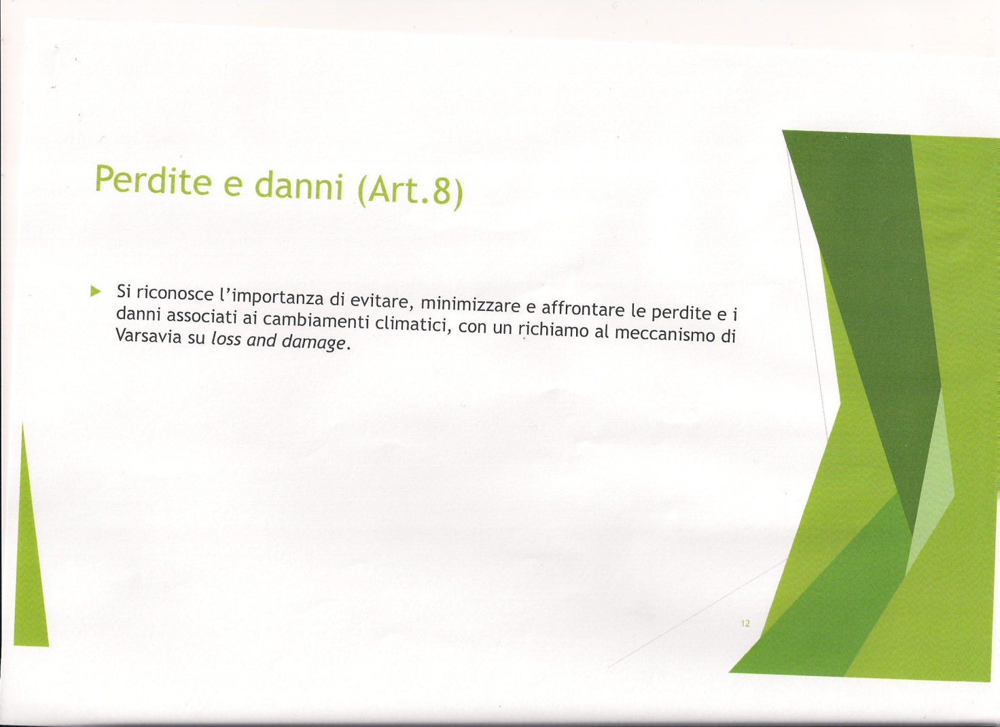 Perdite e danni (Art.8)
Si riconosce l’importanza di evitare, minimizzare e affrontare le perdite e i
danni associati ai cambiamenti climatici, con un richiamo al meccanismo di
Varsavia su loss and damage.
12